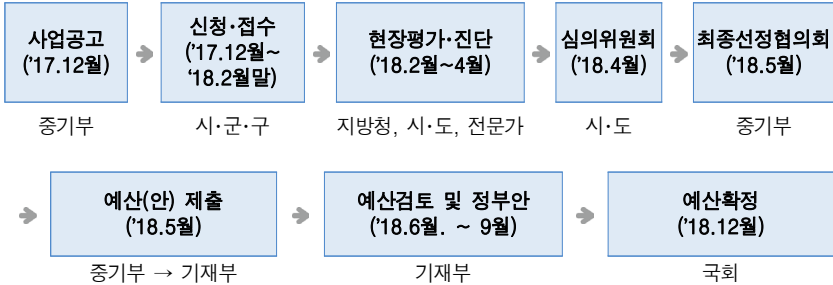 사업공고
('17.12월)
중기부
신청·접수
('17.12월~
'18.2월말)
시·군·구
현장평가·진단
('18.2월~4월)
지방청, 시·도, 전문가
심의위원회
('18.4월)
시·도
최종선정협의회
('18.5월)
중기부
예산(안) 제출
('18.5월)
중기부 → 기재부
예산검토 및 정부안
('18.6월. ~ 9월)
기재부
예산확정
('18.12월)
국회